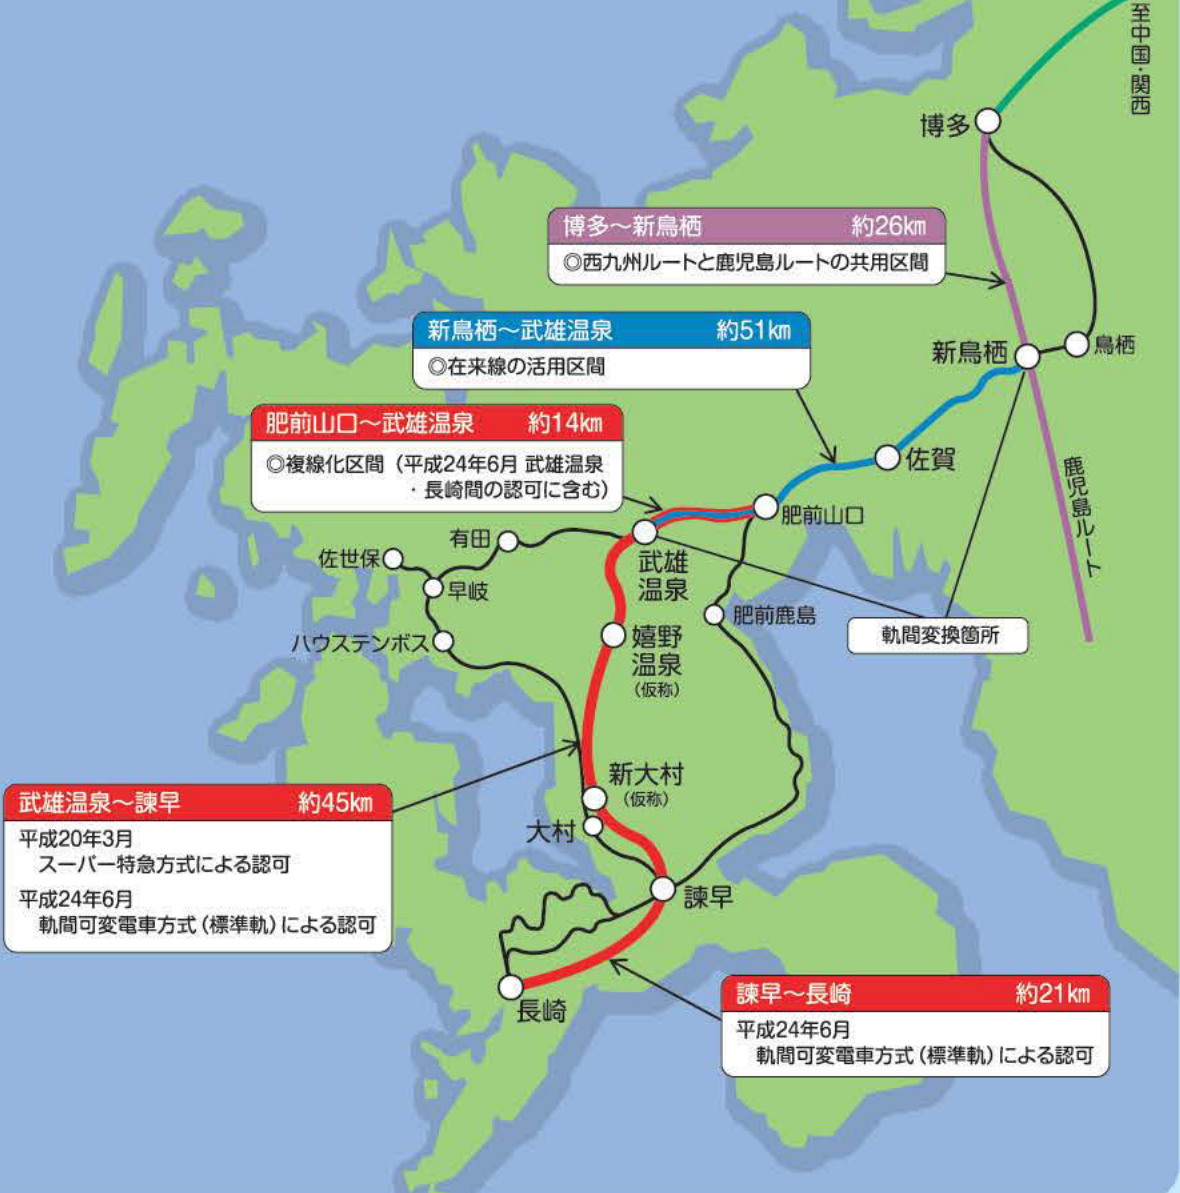 至中国・関西
博多
博多～新鳥栖 約26km
◎西九州ルートと鹿児島ルートの共用区間
新鳥栖～武雄温泉 約51km
◎在来線の活用区間
新鳥栖
鳥栖
肥前山口～武雄温泉 約14km
◎複線化区間（平成24年6月 武雄温泉
・長崎間の認可に含む）
佐賀
鹿児島ルート
肥前山口
有田
佐世保
武雄
温泉
早岐
肥前鹿島
軌間変換箇所
ハウステンボス
嬉野
温泉
（仮称）
新大村
（仮称）
武雄温泉～諫早 約45km
平成20年3月
スーパー特急方式による認可
平成24年6月
軌間可変電車方式（標準軌）による認可
大村
諫早
長崎
諫早～長崎 約21km
平成24年6月
軌間可変電車方式（標準軌）による認可